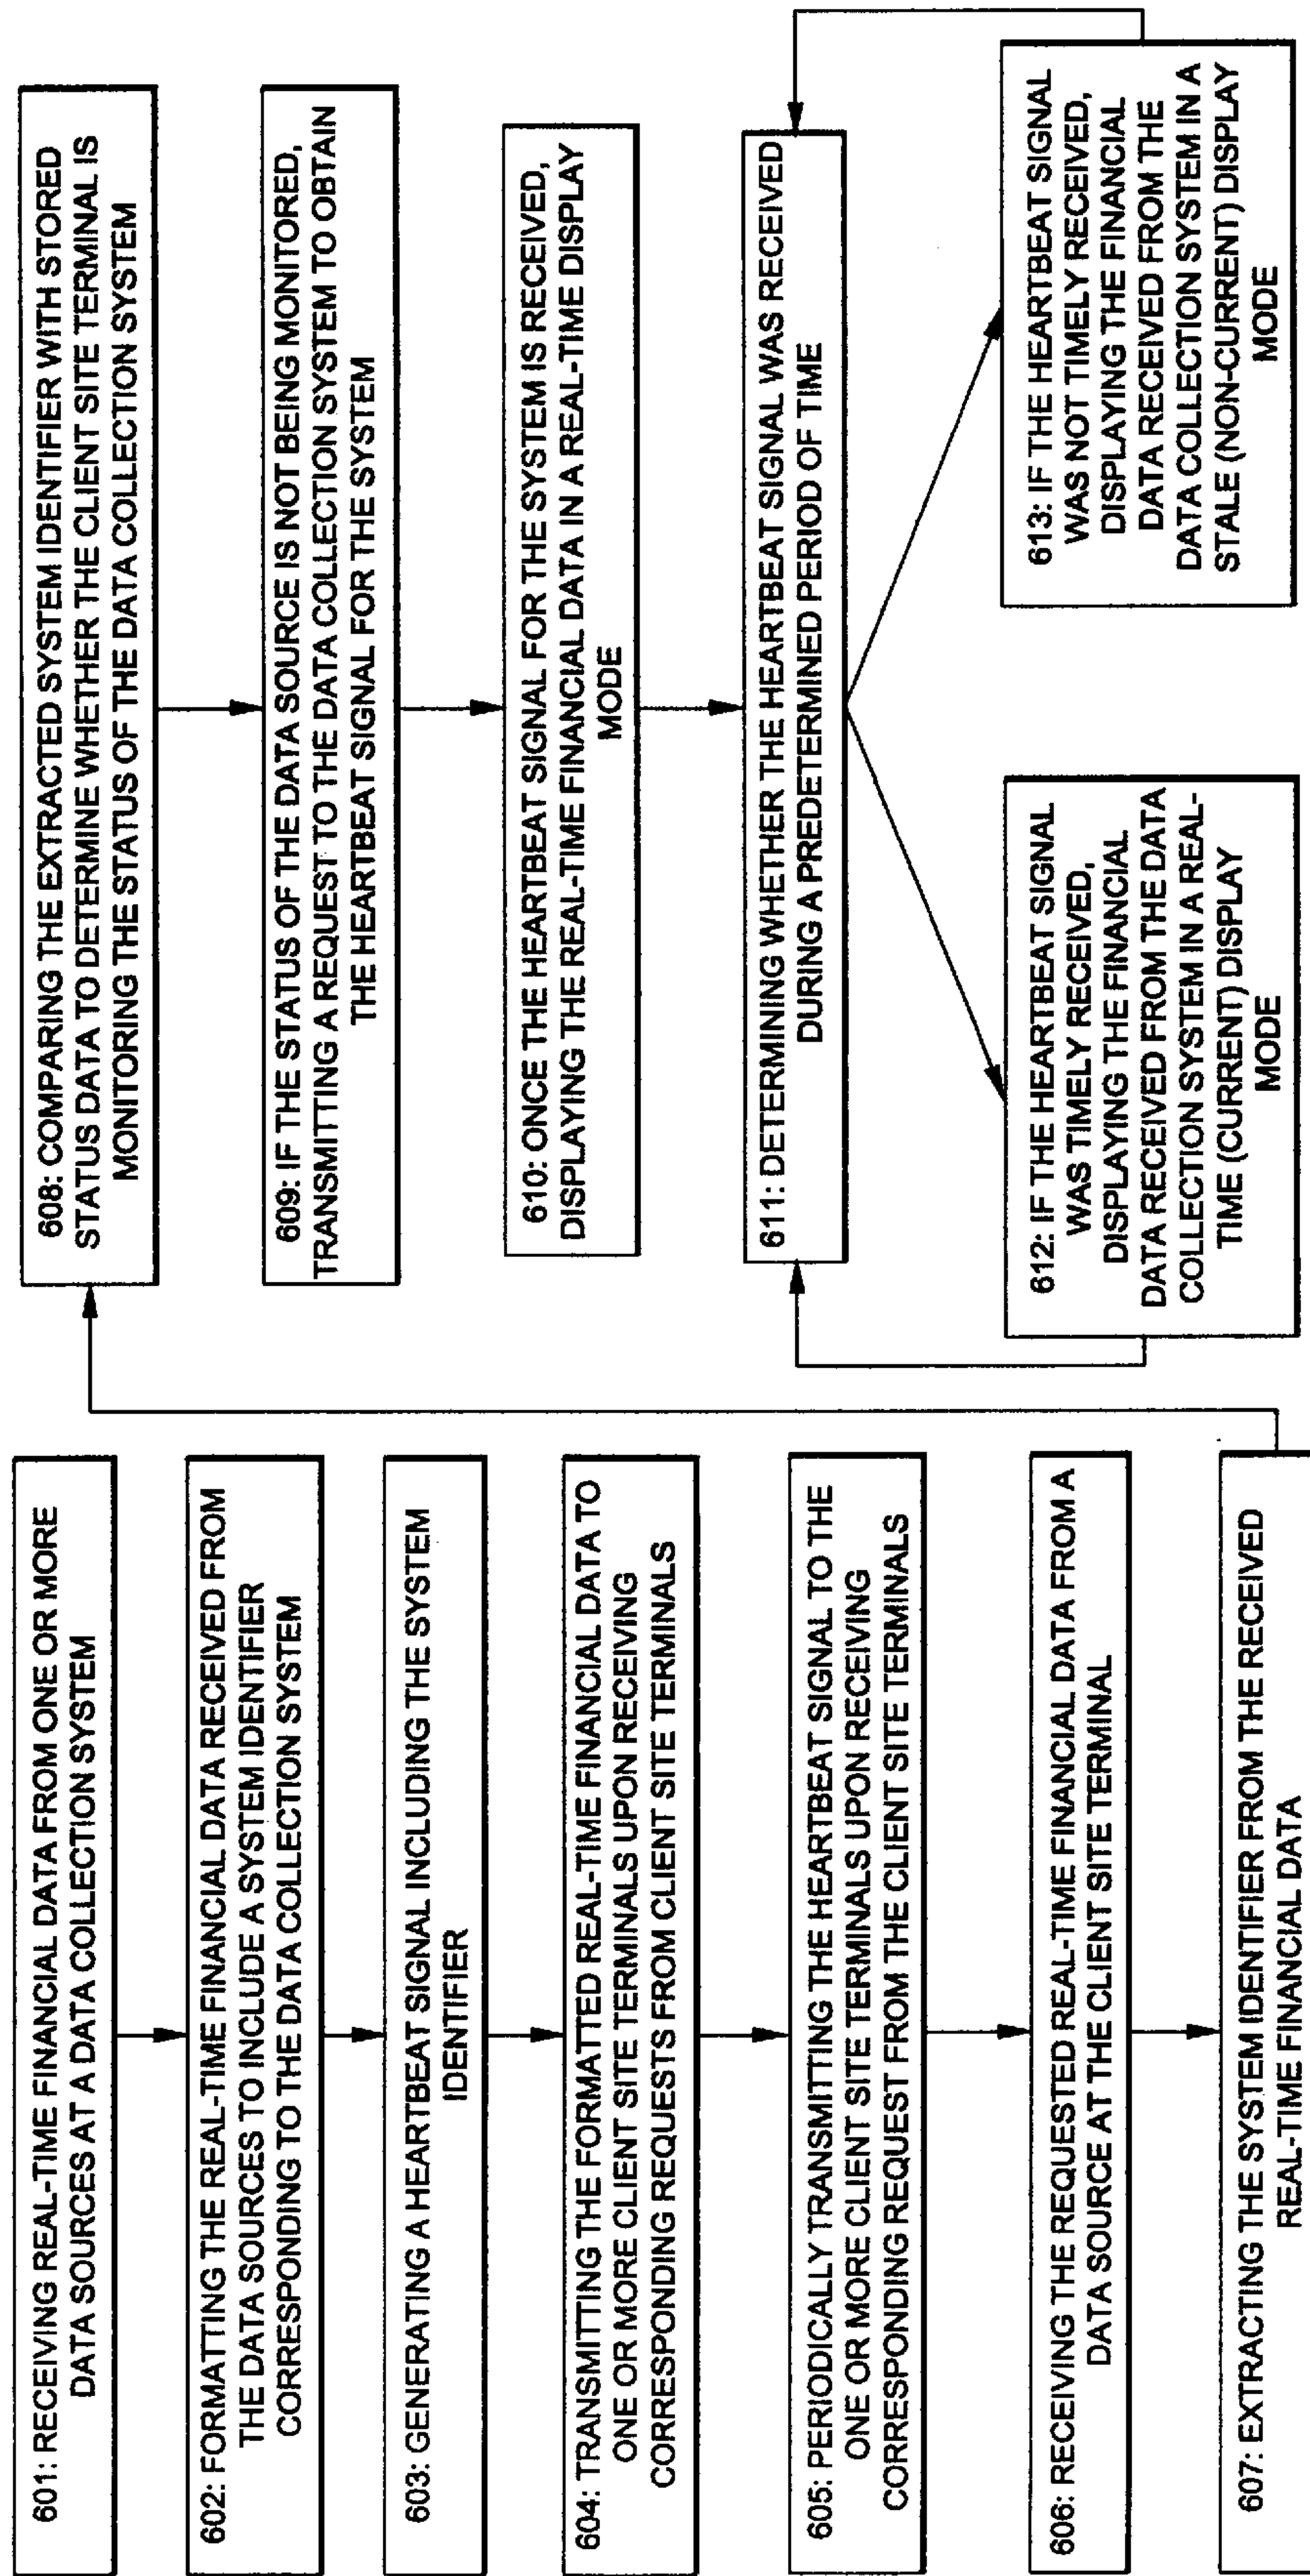 601: RECEIVING REAL-TIME FINANCIAL DATA FROM ONE OR MORE
DATA SOURCES AT A DATA COLLECTION SYSTEM
602: FORMATTING THE REAL-TIME FINANCIAL DATA RECEIVED FROM
THE DATA SOURCES TO INCLUDE A SYSTEM IDENTIFIER
CORRESPONDING TO THE DATA COLLECTION SYSTEM
603: GENERATING A HEARTBEAT SIGNAL INCLUDING THE SYSTEM
IDENTIFIER
604: TRANSMITTING THE FORMATTED REAL-TIME FINANCIAL DATA TO
ONE OR MORE CLIENT SITE TERMINALS UPON RECEIVING
CORRESPONDING REQUESTS FROM CLIENT SITE TERMINALS
605: PERIODICALLY TRANSMITTING THE HEARTBEAT SIGNAL TO THE
ONE OR MORE CLIENT SITE TERMINALS UPON RECEIVING
CORRESPONDING REQUEST FROM THE CLIENT SITE TERMINALS
606: RECEIVING THE REQUESTED REAL-TIME FINANCIAL DATA FROM A
DATA SOURCE AT THE CLIENT SITE TERMINAL
607: EXTRACTING THE SYSTEM IDENTIFIER FROM THE RECEIVED
REAL-TIME FINANCIAL DATA
608: COMPARING THE EXTRACTED SYSTEM IDENTIFIER WITH STORED
STATUS DATA TO DETERMINE WHETHER THE CLIENT SITE TERMINAL IS
MONITORING THE STATUS OF THE DATA COLLECTION SYSTEM
609: IF THE STATUS OF THE DATA SOURCE IS NOT BEING MONITORED,
TRANSMITTING A REQUEST TO THE DATA COLLECTION SYSTEM TO OBTAIN
THE HEARTBEAT SIGNAL FOR THE SYSTEM
610: ONCE THE HEARTBEAT SIGNAL FOR THE SYSTEM IS RECEIVED,
DISPLAYING THE REAL-TIME FINANCIAL DATA IN A REAL-TIME DISPLAY
MODE
611: DETERMINING WHETHER THE HEARTBEAT SIGNAL WAS RECEIVED
DURING A PREDETERMINED PERIOD OF TIME
612: IF THE HEARTBEAT SIGNAL
WAS TIMELY RECEIVED,
DISPLAYING THE FINANCIAL
DATA RECEIVED FROM THE DATA
COLLECTION SYSTEM IN A REAL-
TIME (CURRENT) DISPLAY
MODE
613: IF THE HEARTBEAT SIGNAL
WAS NOT TIMELY RECEIVED,
DISPLAYING THE FINANCIAL
DATA RECEIVED FROM THE
DATA COLLECTION SYSTEM IN A
STALE (NON-CURRENT) DISPLAY
MODE